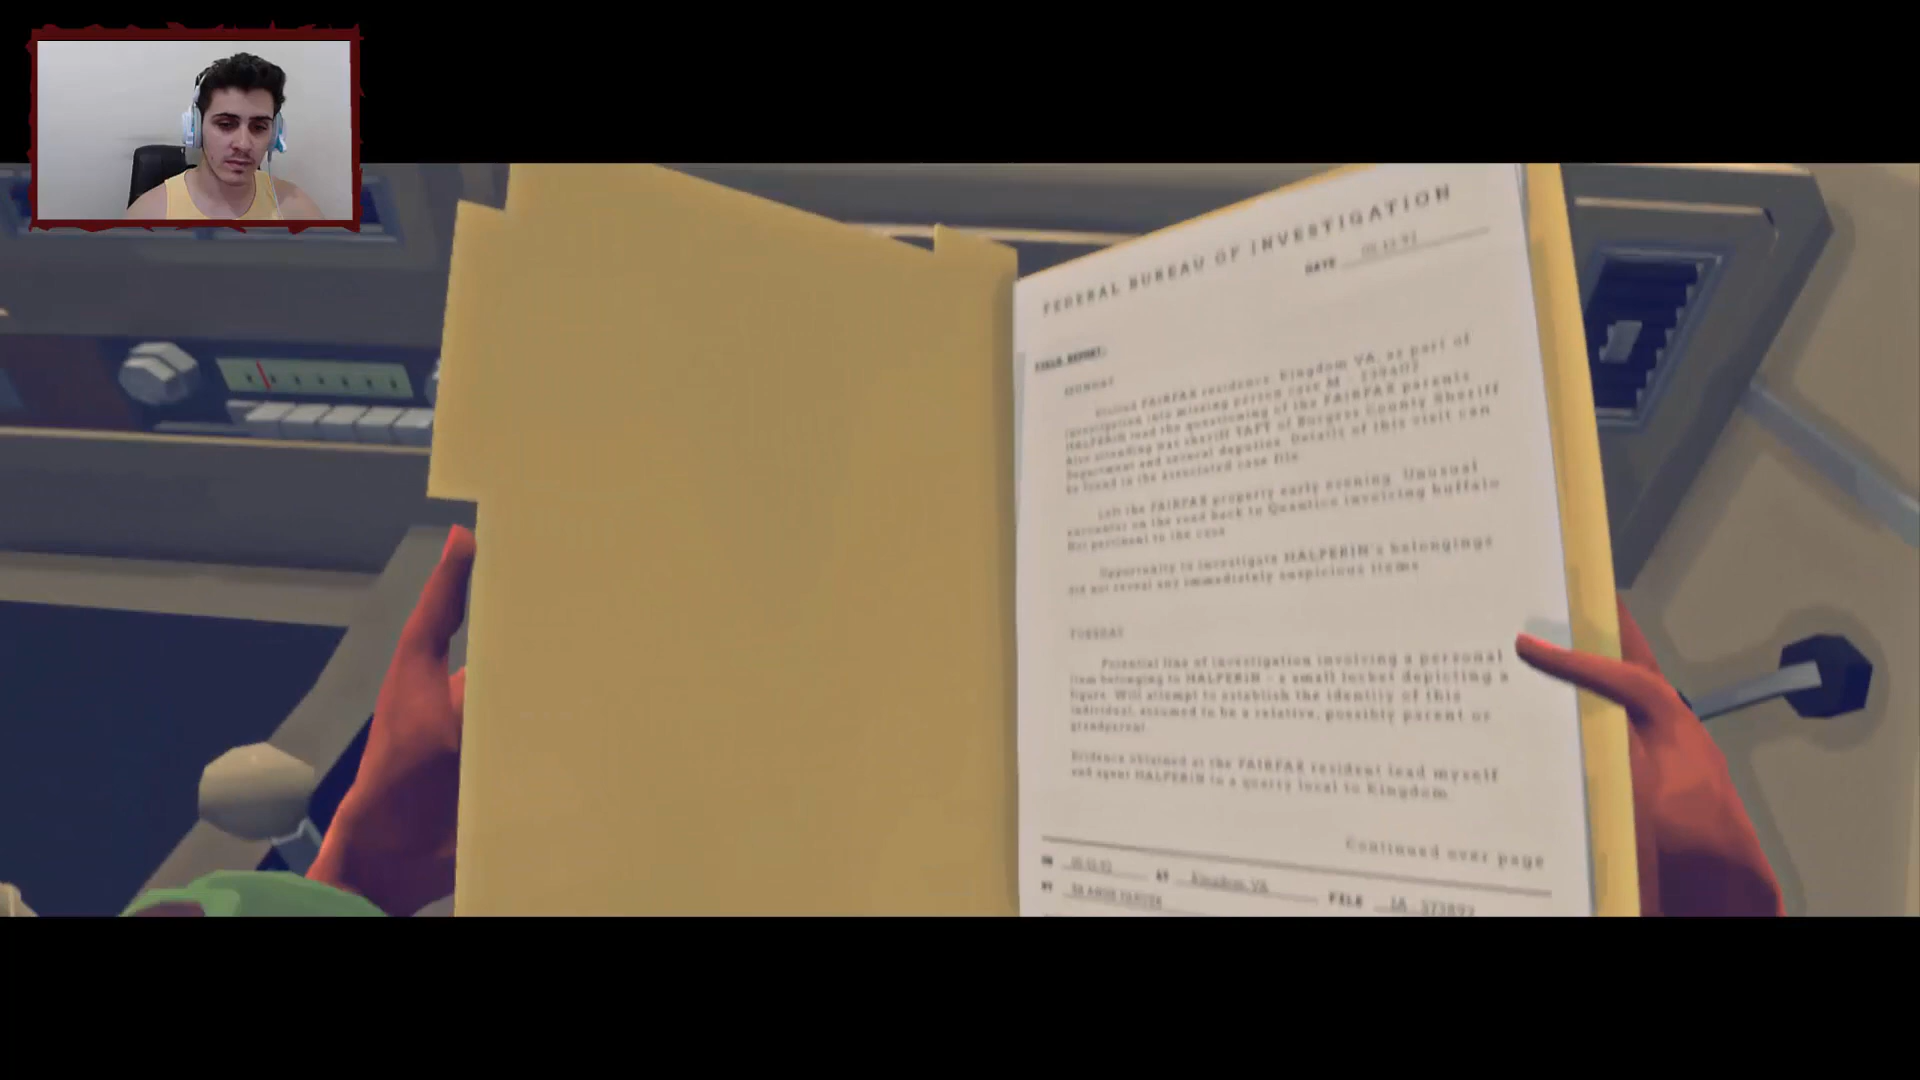 FEDERAL BUREAU OF INVESTIGATION
DATE
FIELD REPORT:
MONDAY
Visited FAIRFAX residence, Kingdom VA, as part of
investigation into missing person case M
HALPERIN lead the questioning of the FAIRFAX parents
Also attending was sheriff TAFT of Burgess County Sheriff
Department and several deputies. Details of this visit can
be found in the associated case file
Left the FAIRFAX property early evening. Unusual
encounter on the road back to Quantico involving buffalo
Not pertinent to the case
Opportunity to investigate HALPERIN's belongings
did not reveal any immediately suspicious items
TUESDAY
Potential line of investigation involving a personal
item belonging to HALPERIN - a small locket depicting a
figure. Will attempt to establish the identity of this
individual, assumed to be a relative, possibly parent or
grandparent
Evidence obtained at the FAIRFAX resident lead myself
and agent HALPERIN to a quarry local to Kingdom
Continued over page
ON AT Kingdom, VA FILE IA
BY